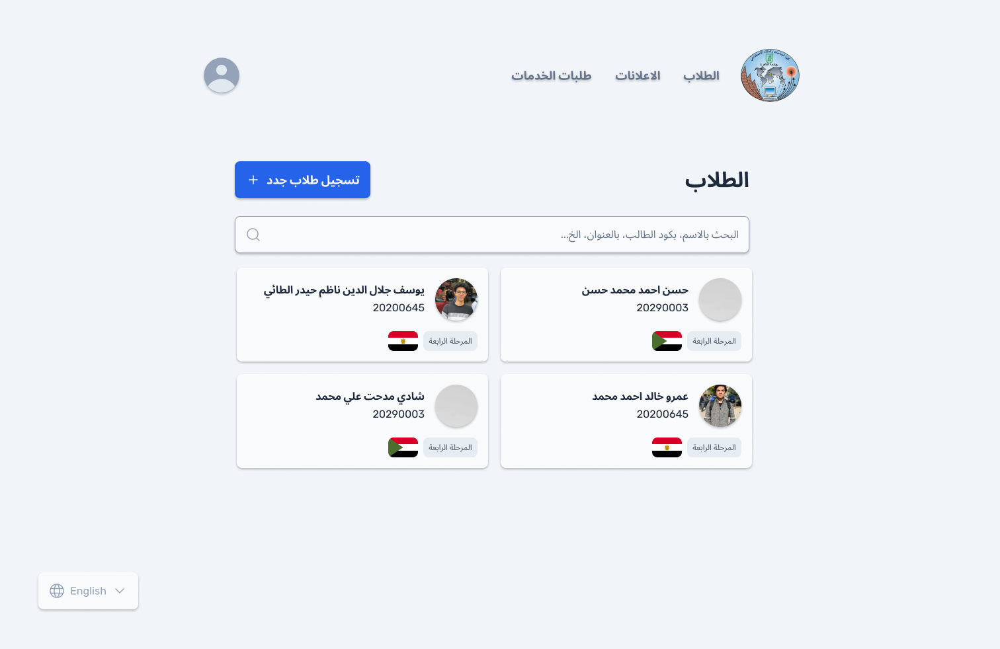 الطلاب
الاعلانات
طلبات الخدمات
جامعة القاهرة
الطلاب
تسجيل طلاب جدد
البحث بالاسم، بكود الطالب، بالعنوان، الخ...
حسن احمد محمد حسن
20290003
المرحلة الرابعة
يوسف جلال الدين ناظم حيدر الطائي
20200645
المرحلة الرابعة
عمرو خالد احمد محمد
20200645
المرحلة الرابعة
شادي مدحت علي محمد
20290003
المرحلة الرابعة
English